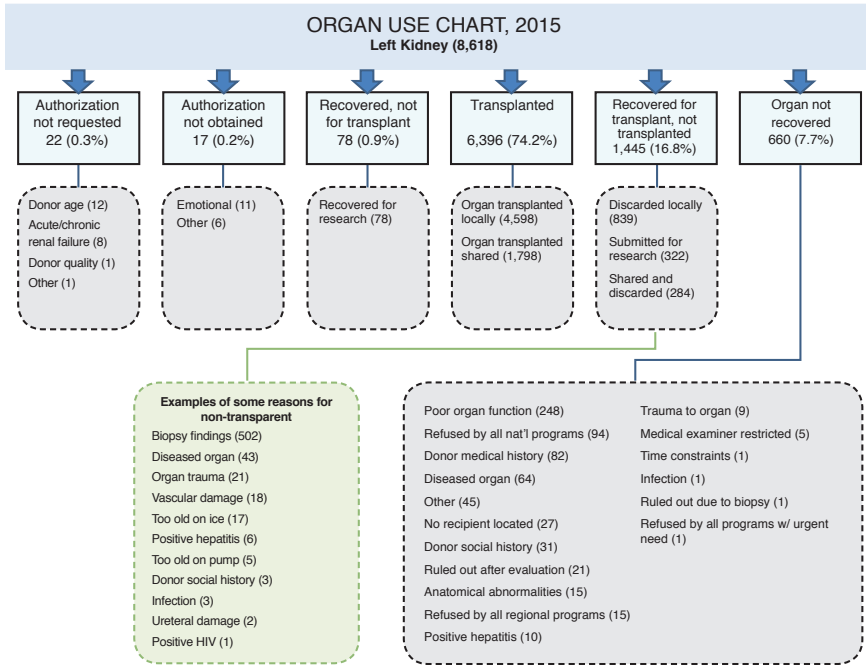 ORGAN USE CHART, 2015
Left Kidney (8,618)
Authorization
not requested
22 (0.3%)
Authorization
not obtained
17 (0.2%)
Recovered, not
for transplant
78 (0.9%)
Transplanted
6,396 (74.2%)
Recovered for
transplant, not
transplanted
1,445 (16.8%)
Organ not
recovered
660 (7.7%)
Donor age (12)
Acute/chronic
renal failure (8)
Donor quality (1)
Other (1)
Emotional (11)
Other (6)
Recovered for
research (78)
Organ transplanted
locally (4,598)
Organ transplanted
shared (1,798)
Discarded locally
(839)
Submitted for
research (322)
Shared and
discarded (284)
Examples of some reasons for
non-transparent
Biopsy findings (502)
Diseased organ (43)
Organ trauma (21)
Vascular damage (18)
Too old on ice (17)
Positive hepatitis (6)
Too old on pump (5)
Donor social history (3)
Infection (3)
Ureteral damage (2)
Positive HIV (1)
Poor organ function (248)
Refused by all nat'l programs (94)
Donor medical history (82)
Diseased organ (64)
Other (45)
No recipient located (27)
Donor social history (31)
Ruled out after evaluation (21)
Anatomical abnormalities (15)
Refused by all regional programs (15)
Positive hepatitis (10)
Trauma to organ (9)
Medical examiner restricted (5)
Time constraints (1)
Infection (1)
Ruled out due to biopsy (1)
Refused by all programs w/ urgent
need (1)